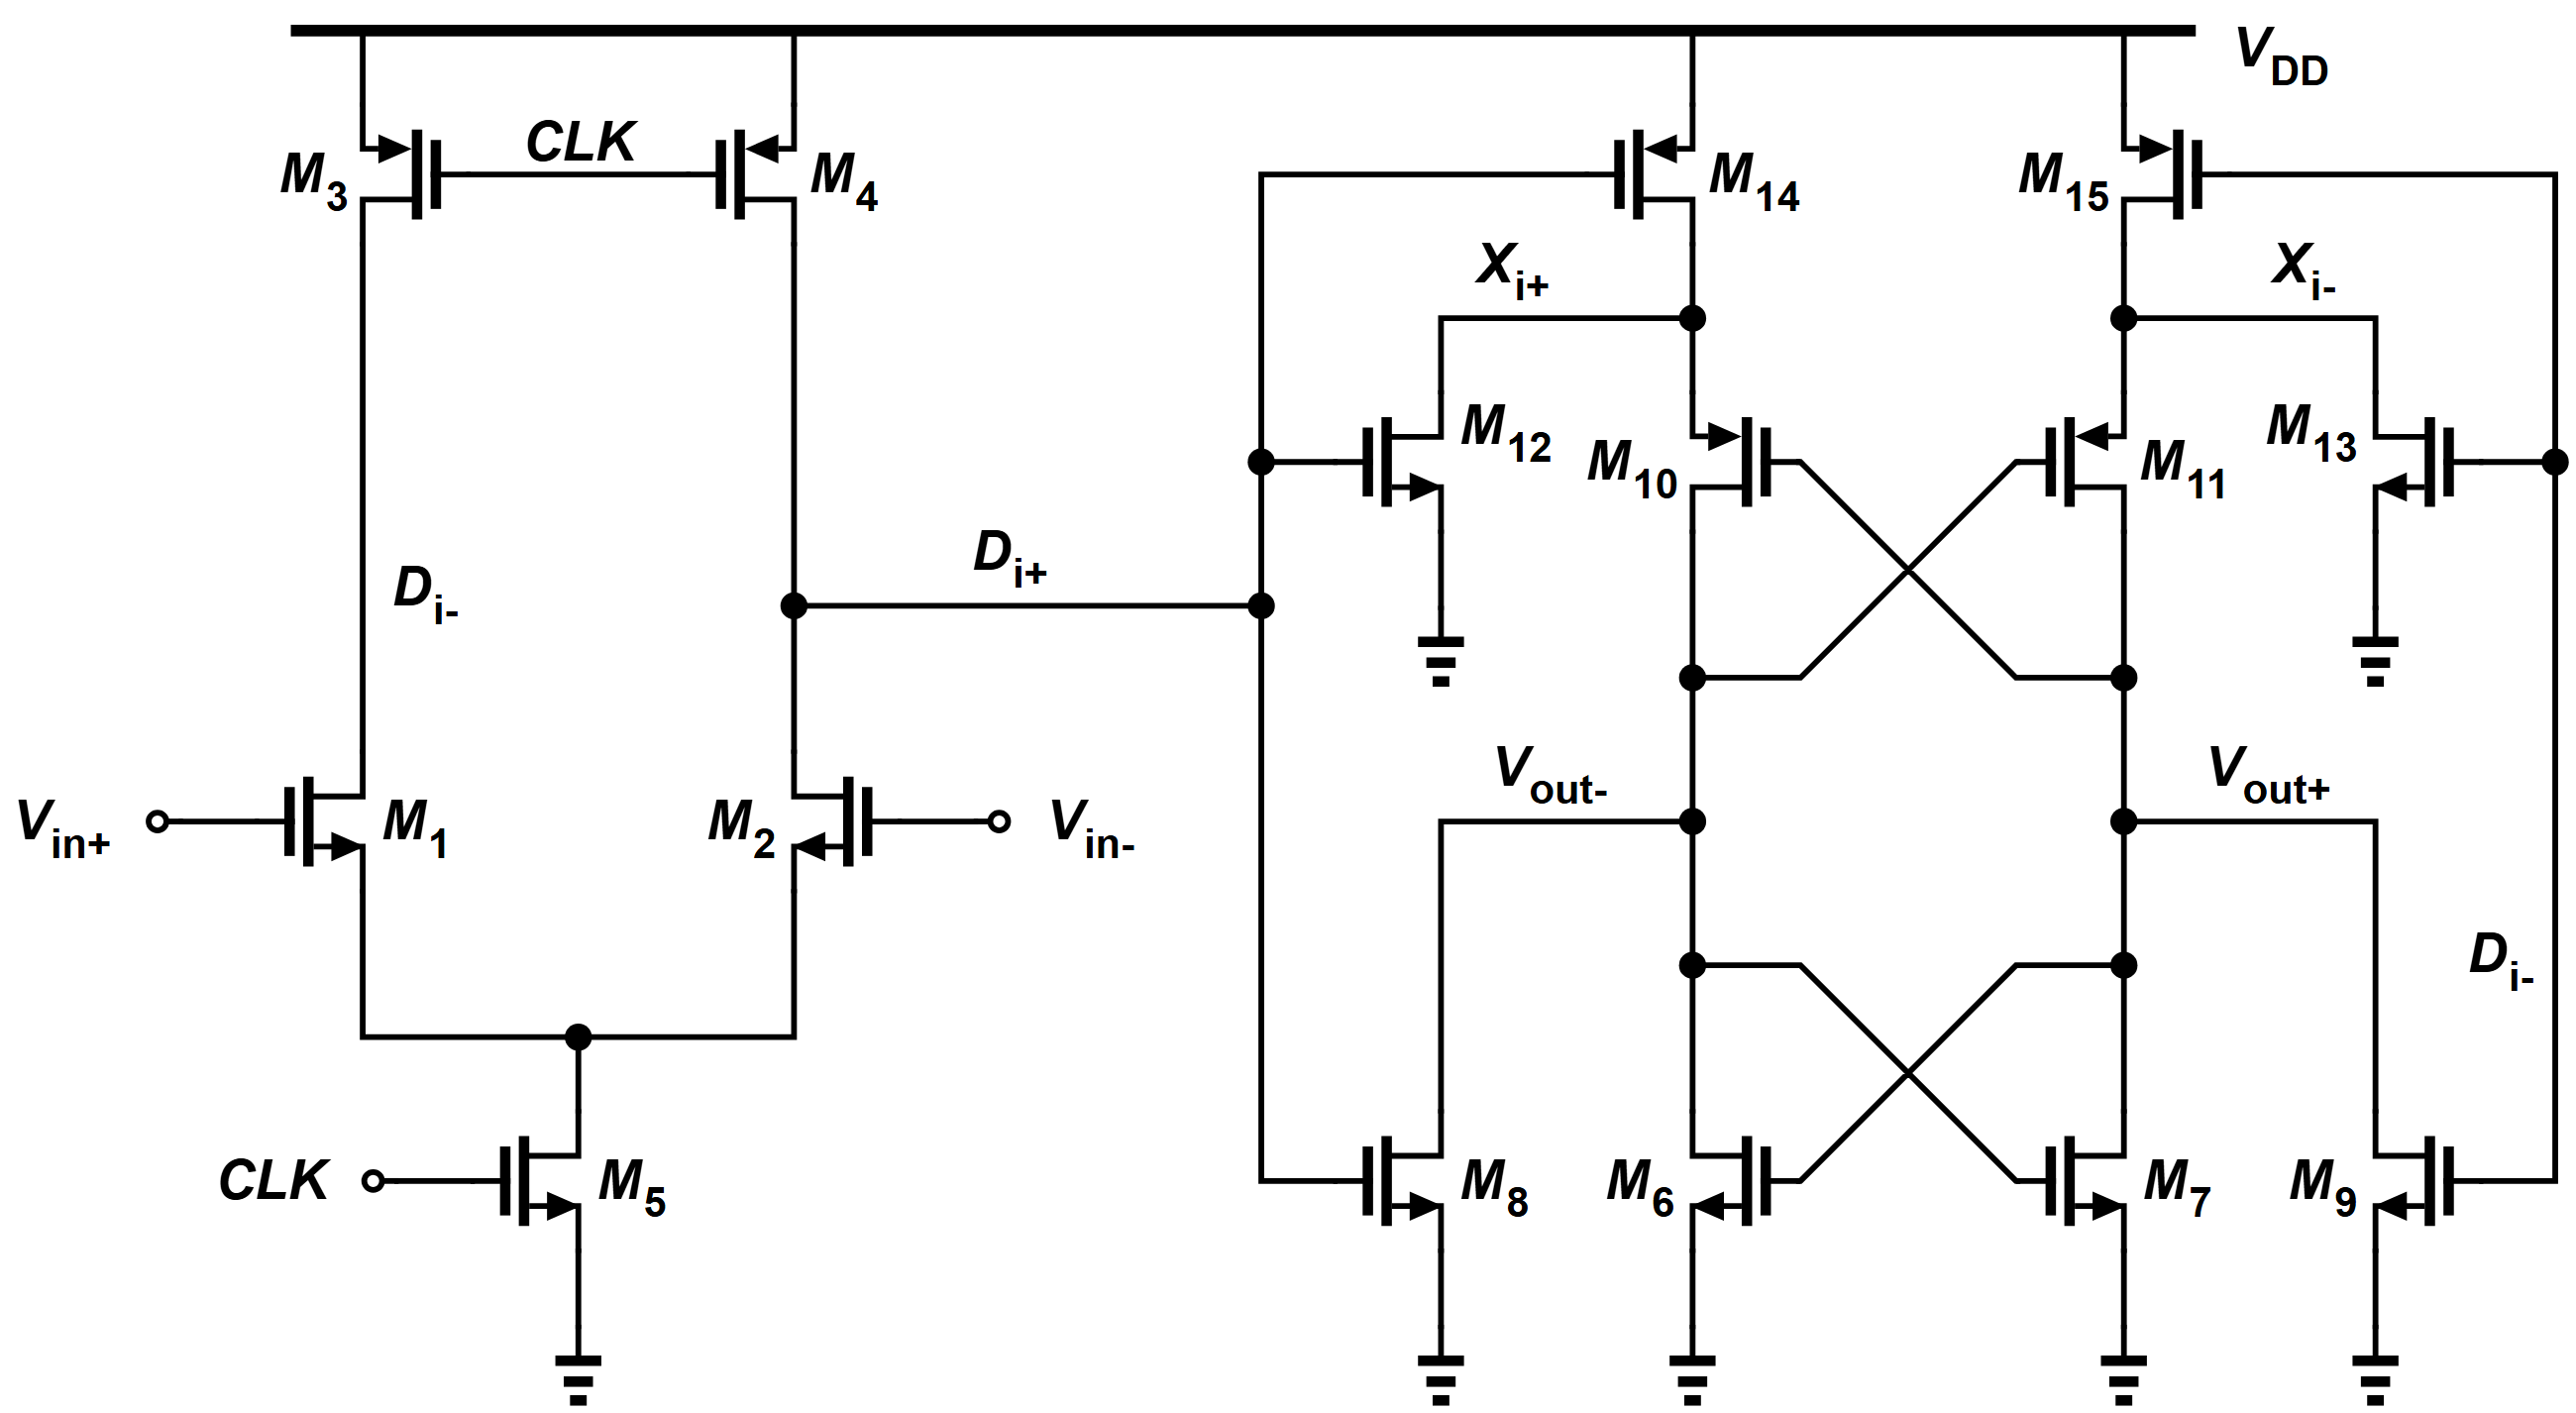 VDD
CLK
M3
M4
M14
M15
Xi+
Xi-
M12
M10
M11
M13
Di+
Di-
Vout-
Vout+
Vin+
M1
M2
Vin-
Di-
CLK
M5
M8
M6
M7
M9